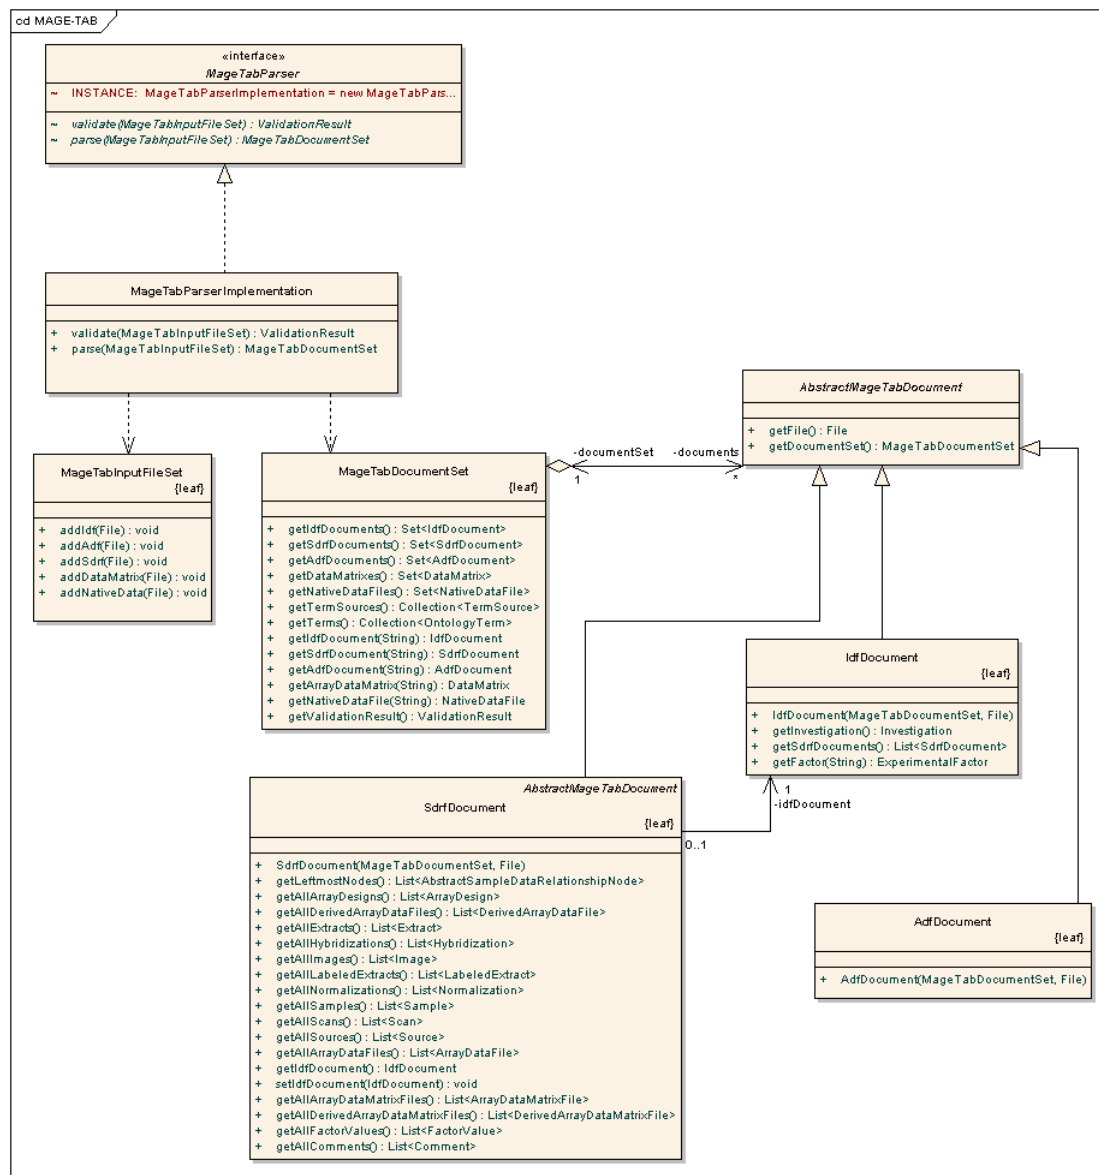 cd MAGE-TAB
«interface»
MageTabParser
~ INSTANCE: MageTabParserImplementation = new MageTabPars...
~ validate(MageTabInputFileSet) : ValidationResult
~ parse(MageTabInputFileSet) : MageTabDocumentSet
MageTabParserImplementation
+ validate(MageTabInputFileSet) : ValidationResult
+ parse(MageTabInputFileSet) : MageTabDocumentSet
AbstractMageTabDocument
+ getFile() : File
+ getDocumentSet() : MageTabDocumentSet
MageTabInputFileSet
{leaf}
+ addIdf(File) : void
+ addAdf(File) : void
+ addSdrf(File) : void
+ addDataMatrix(File) : void
+ addNativeData(File) : void
MageTabDocumentSet
{leaf}
+ getIdfDocuments() : Set<IdfDocument>
+ getSdrfDocuments() : Set<SdrfDocument>
+ getAdfDocuments() : Set<AdfDocument>
+ getDataMatrixes() : Set<DataMatrix>
+ getNativeDataFiles() : Set<NativeDataFile>
+ getTermSources() : Collection<TermSource>
+ getTerms() : Collection<OntologyTerm>
+ getIdfDocument(String) : IdfDocument
+ getSdrfDocument(String) : SdrfDocument
+ getAdfDocument(String) : AdfDocument
+ getArrayDataMatrix(String) : DataMatrix
+ getNativeDataFile(String) : NativeDataFile
+ getValidationResult() : ValidationResult
-documentSet -documents
1 *
IdfDocument
{leaf}
+ IdfDocument(MageTabDocumentSet, File)
+ getInvestigation() : Investigation
+ getSdrfDocuments() : List<SdrfDocument>
+ getFactor(String) : ExperimentalFactor
1
-idfDocument
0..1
AbstractMageTabDocument
SdrfDocument
{leaf}
+ SdrfDocument(MageTabDocumentSet, File)
+ getLeftmostNodes() : List<AbstractSampleDataRelationshipNode>
+ getAllArrayDesigns() : List<ArrayDesign>
+ getAllDerivedArrayDataFiles() : List<DerivedArrayDataFile>
+ getAllExtracts() : List<Extract>
+ getAllHybridizations() : List<Hybridization>
+ getAllImages() : List<Image>
+ getAllLabeledExtracts() : List<LabeledExtract>
+ getAllNormalizations() : List<Normalization>
+ getAllSamples() : List<Sample>
+ getAllScans() : List<Scan>
+ getAllSources() : List<Source>
+ getAllArrayDataFiles() : List<ArrayDataFile>
+ getIdfDocument() : IdfDocument
+ setIdfDocument(IdfDocument) : void
+ getAllArrayDataMatrixFiles() : List<ArrayDataMatrixFile>
+ getAllDerivedArrayDataMatrixFiles() : List<DerivedArrayDataMatrixFile>
+ getAllFactorValues() : List<FactorValue>
+ getAllComments() : List<Comment>
AdfDocument
{leaf}
+ AdfDocument(MageTabDocumentSet, File)